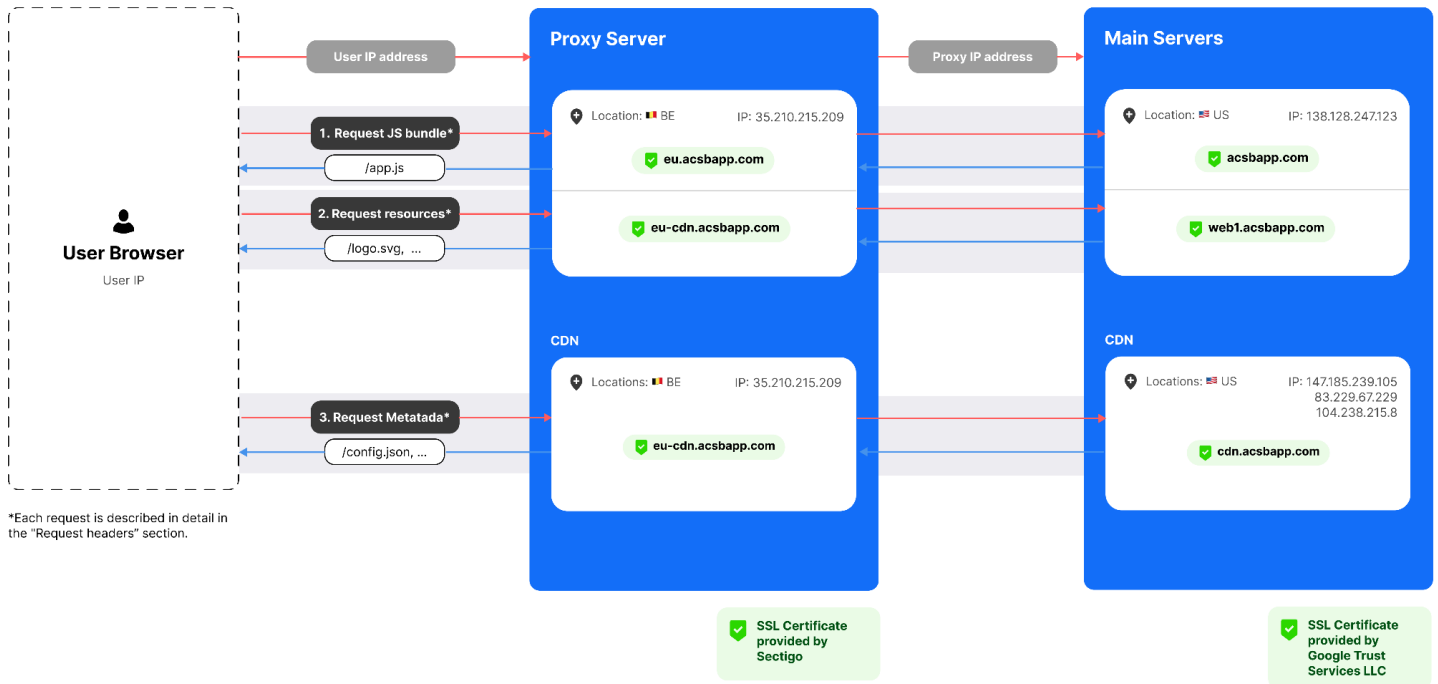 User IP address
Proxy Server
Proxy IP address
Main Servers
Location: BE
IP: 35.210.215.209
Location: US
IP: 138.128.247.123
1. Request JS bundle*
/app.js
eu.acsbapp.com
acsbapp.com
2. Request resources*
/logo.svg, ...
eu-cdn.acsbapp.com
web1.acsbapp.com
User Browser
User IP
CDN
CDN
Locations: BE
IP: 35.210.215.209
Locations: US
IP: 147.185.239.105
83.229.67.229
104.238.215.8
3. Request Metatada*
/config.json, ...
eu-cdn.acsbapp.com
cdn.acsbapp.com
*Each request is described in detail in
the “Request headers” section.
SSL Certificate
provided by
Sectigo
SSL Certificate
provided by
Google Trust
Services LLC